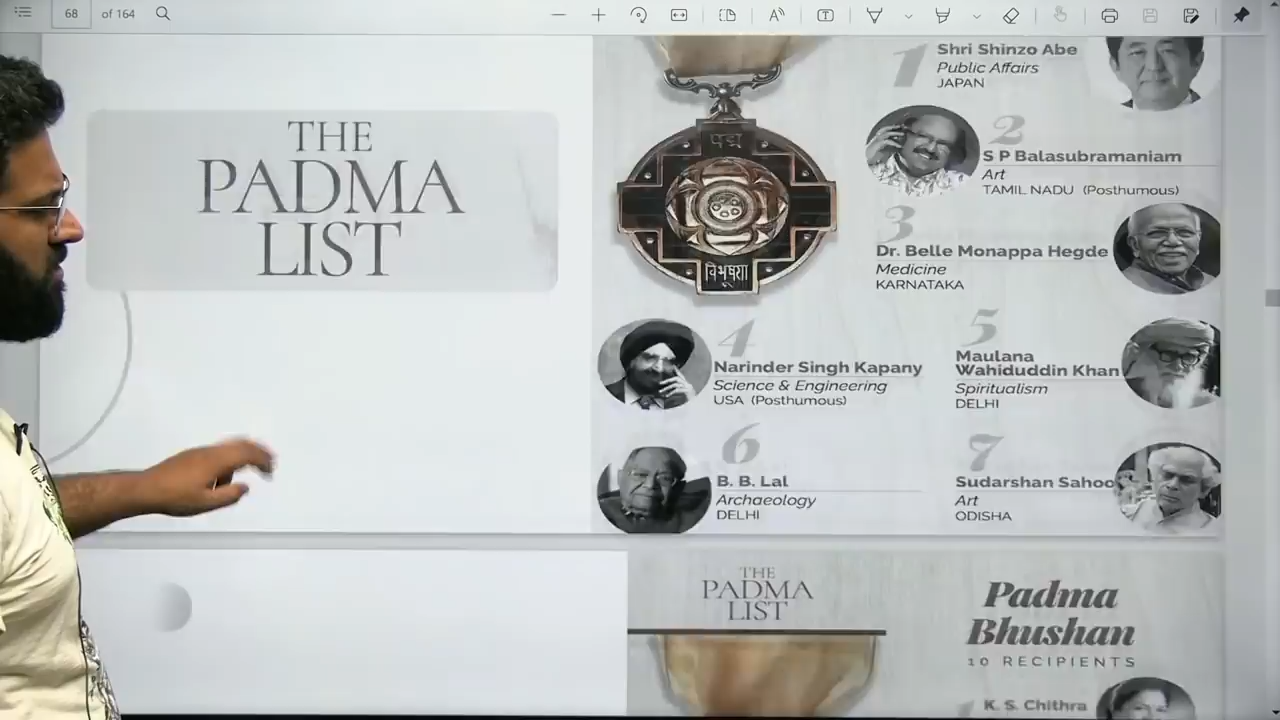 68 of 164
THE
PADMA
LIST
पद्म
विभूषण
1
Shri Shinzo Abe
Public Affairs
JAPAN
2
S P Balasubramaniam
Art
TAMIL NADU (Posthumous)
3
Dr. Belle Monappa Hegde
Medicine
KARNATAKA
4
Narinder Singh Kapany
Science & Engineering
USA (Posthumous)
5
Maulana
Wahiduddin Khan
Spiritualism
DELHI
6
B. B. Lal
Archaeology
DELHI
7
Sudarshan Sahoo
Art
ODISHA
THE
PADMA
LIST
Padma
Bhushan
10 RECIPIENTS
1
K. S. Chithra